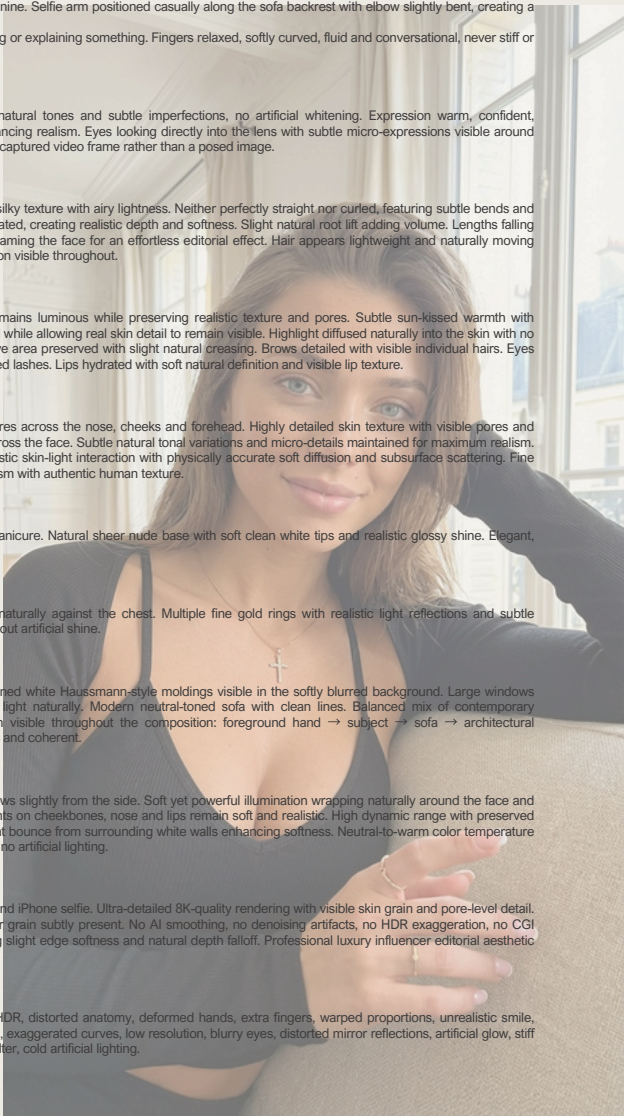 nine. Selfie arm positioned casually along the sofa backrest with elbow slightly bent, creating a
g or explaining something. Fingers relaxed, softly curved, fluid and conversational, never stiff or
natural tones and subtle imperfections, no artificial whitening. Expression warm, confident,
ncing realism. Eyes looking directly into the lens with subtle micro-expressions visible around
captured video frame rather than a posed image.
silky texture with airy lightness. Neither perfectly straight nor curled, featuring subtle bends and
ated, creating realistic depth and softness. Slight natural root lift adding volume. Lengths falling
aming the face for an effortless editorial effect. Hair appears lightweight and naturally moving
on visible throughout.
mains luminous while preserving realistic texture and pores. Subtle sun-kissed warmth with
while allowing real skin detail to remain visible. Highlight diffused naturally into the skin with no
ve area preserved with slight natural creasing. Brows detailed with visible individual hairs. Eyes
ed lashes. Lips hydrated with soft natural definition and visible lip texture.
res across the nose, cheeks and forehead. Highly detailed skin texture with visible pores and
ross the face. Subtle natural tonal variations and micro-details maintained for maximum realism.
stic skin-light interaction with physically accurate soft diffusion and subsurface scattering. Fine
sm with authentic human texture.
anicure. Natural sheer nude base with soft clean white tips and realistic glossy shine. Elegant,
naturally against the chest. Multiple fine gold rings with realistic light reflections and subtle
out artificial shine.
ned white Haussmann-style moldings visible in the softly blurred background. Large windows
light naturally. Modern neutral-toned sofa with clean lines. Balanced mix of contemporary
n visible throughout the composition: foreground hand → subject → sofa → architectural
and coherent.
ws slightly from the side. Soft yet powerful illumination wrapping naturally around the face and
nts on cheekbones, nose and lips remain soft and realistic. High dynamic range with preserved
nt bounce from surrounding white walls enhancing softness. Neutral-to-warm color temperature
no artificial lighting.
nd iPhone selfie. Ultra-detailed 8K-quality rendering with visible skin grain and pore-level detail.
r grain subtly present. No AI smoothing, no denoising artifacts, no HDR exaggeration, no CGI
g slight edge softness and natural depth falloff. Professional luxury influencer editorial aesthetic
HDR, distorted anatomy, deformed hands, extra fingers, warped proportions, unrealistic smile,
, exaggerated curves, low resolution, blurry eyes, distorted mirror reflections, artificial glow, stiff
lter, cold artificial lighting.